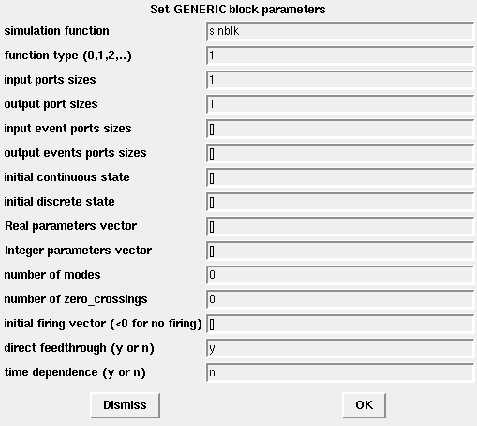 Set GENERIC block parameters
simulation function sinblk
function type (0,1,2,..) 1
input ports sizes 1
output port sizes 1
input event ports sizes []
output events ports sizes []
initial continuous state []
initial discrete state []
Real parameters vector []
Integer parameters vector []
number of modes 0
number of zero_crossings 0
initial firing vector (<0 for no firing) []
direct feedthrough (y or n) y
time dependence (y or n) n
Dismiss OK